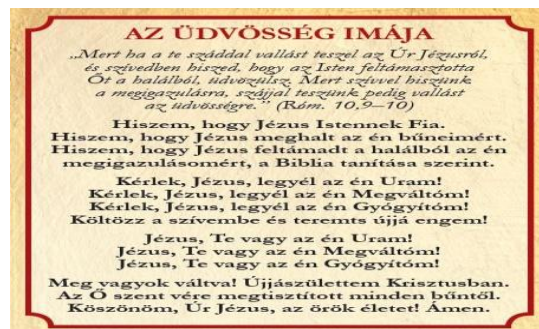 AZ ÜDVÖSSÉG IMÁJA
„Mert ha a te száddal vallást teszel az Úr Jézusról,
és szívedben hiszed, hogy az Isten feltámasztotta
Őt a halálból, üdvözülsz. Mert szívvel hiszünk
a megigazulásra, szájjal teszünk pedig vallást
az üdvösségre.” (Róm. 10,9–10)
Hiszem, hogy Jézus Istennek Fia.
Hiszem, hogy Jézus meghalt az én bűneimért.
Hiszem, hogy Jézus feltámadt a halálból az én
megigazulásomért, a Biblia tanítása szerint.
Kérlek, Jézus, legyél az én Uram!
Kérlek, Jézus, legyél az én Megváltóm!
Kérlek, Jézus, legyél az én Gyógyítóm!
Költözz a szívembe és teremts újjá engem!
Jézus, Te vagy az én Uram!
Jézus, Te vagy az én Megváltóm!
Jézus, Te vagy az én Gyógyítóm!
Meg vagyok váltva! Újjászülettem Krisztusban.
Az Ő szent vére megtisztított minden bűntől.
Köszönöm, Úr Jézus, az örök életet! Ámen.